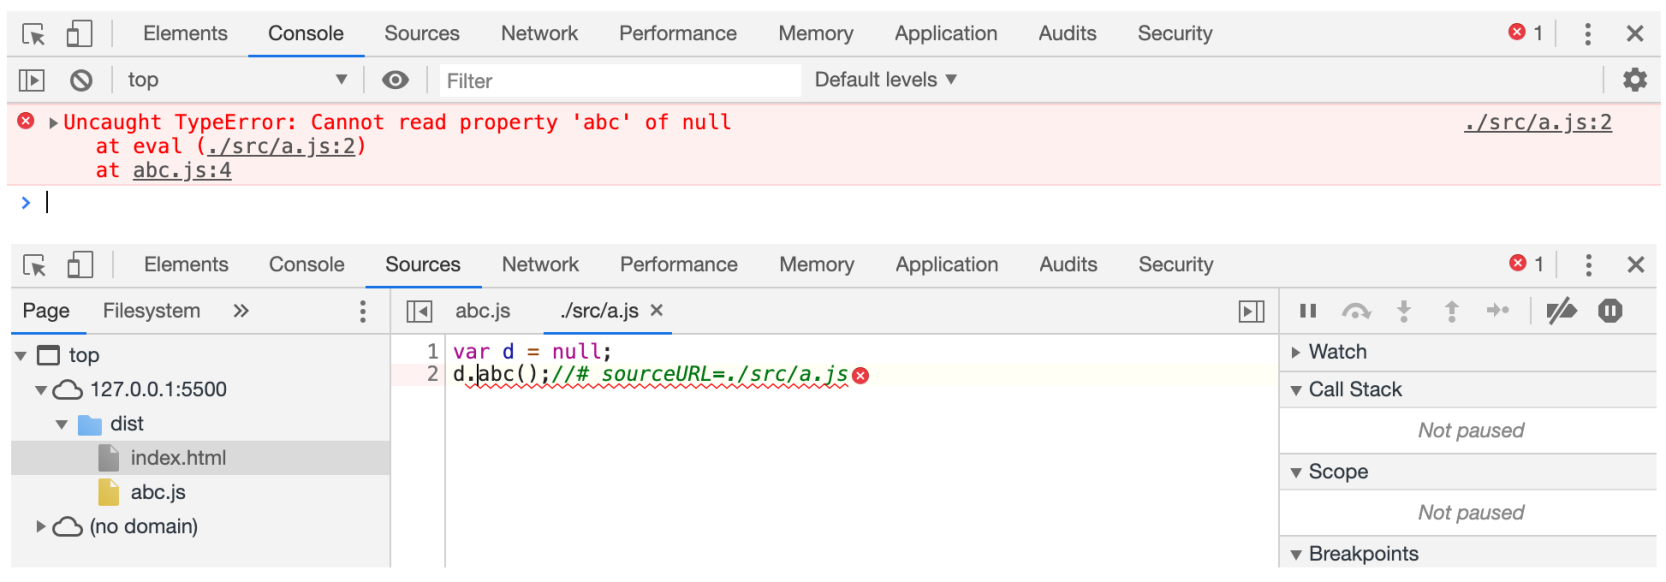 Elements Console Sources Network Performance Memory Application Audits Security 1
top Filter Default levels
Uncaught TypeError: Cannot read property 'abc' of null ./src/a.js:2
at eval (./src/a.js:2)
at abc.js:4
Elements Console Sources Network Performance Memory Application Audits Security 1
Page Filesystem abc.js ./src/a.js
top
127.0.0.1:5500
dist
index.html
abc.js
(no domain)
1 var d = null;
2 d.abc();//# sourceURL=./src/a.js
Watch
Call Stack
Not paused
Scope
Not paused
Breakpoints